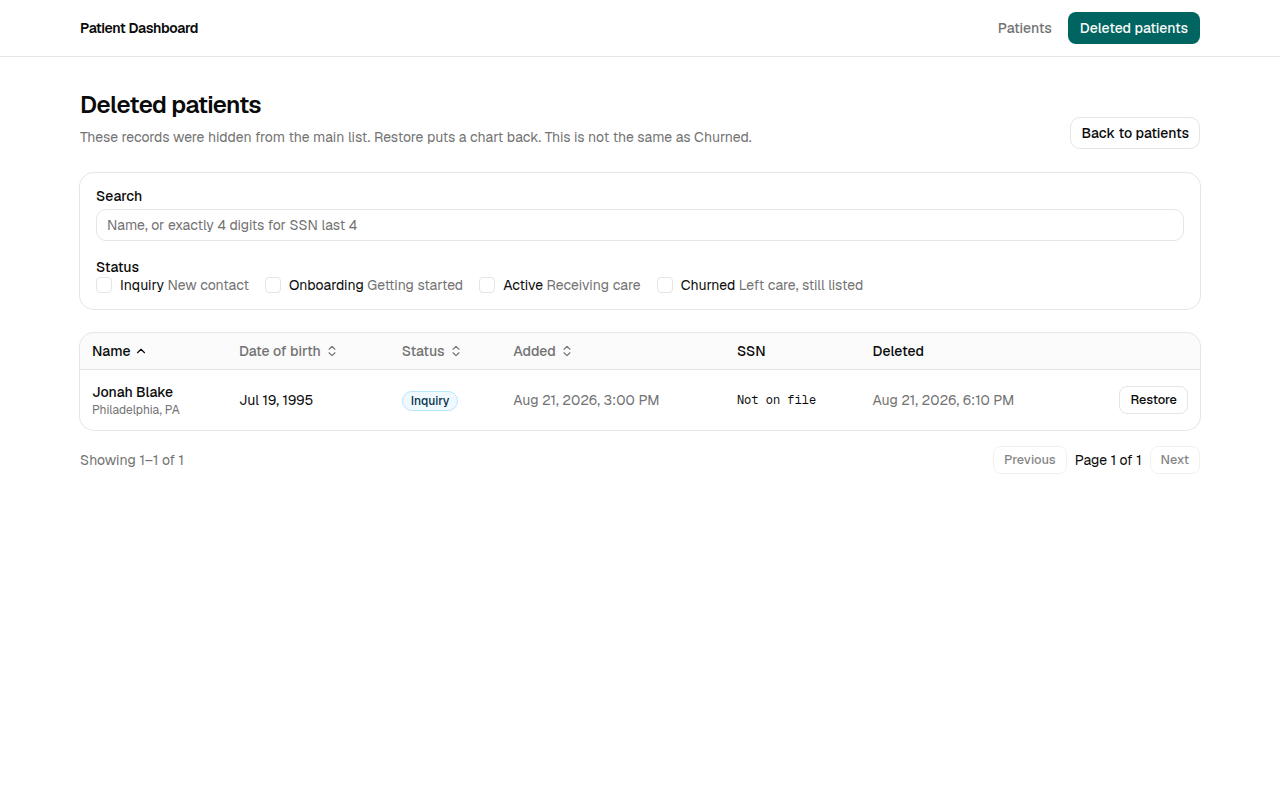 Patient Dashboard
Patients
Deleted patients
Deleted patients
These records were hidden from the main list. Restore puts a chart back. This is not the same as Churned.
Back to patients
Search
Name, or exactly 4 digits for SSN last 4
Status
Inquiry New contact
Onboarding Getting started
Active Receiving care
Churned Left care, still listed
Name Date of birth Status Added SSN Deleted
Jonah Blake
Philadelphia, PA
Jul 19, 1995
Inquiry
Aug 21, 2026, 3:00 PM
Not on file
Aug 21, 2026, 6:10 PM
Restore
Showing 1–1 of 1
Previous
Page 1 of 1
Next